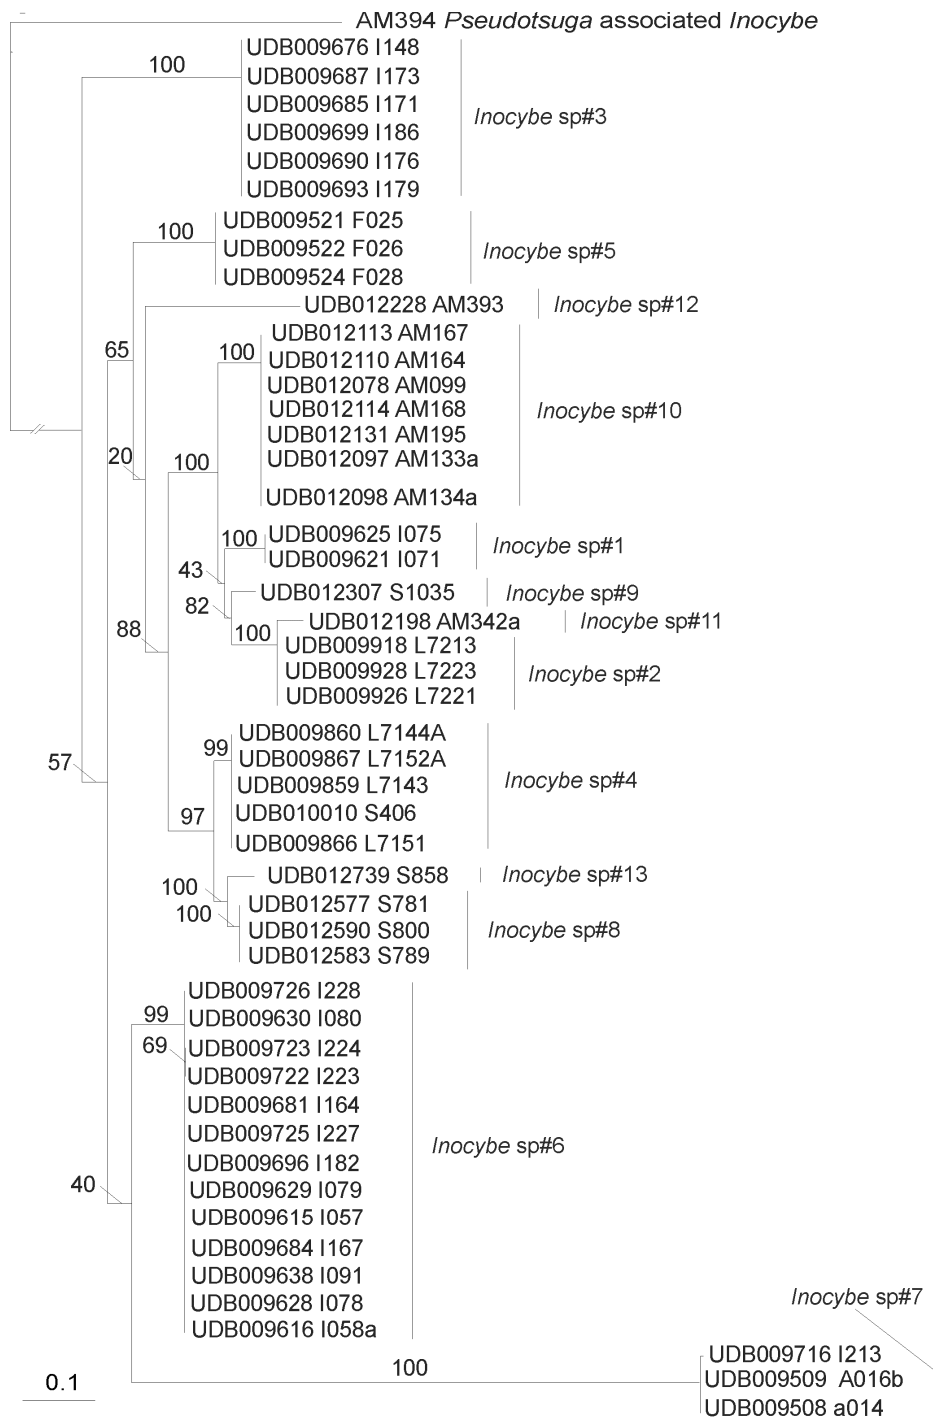 AM394 Pseudotsuga associated Inocybe
UDB009676 I148
100
UDB009687 I173
UDB009685 I171
Inocybe sp#3
UDB009699 I186
UDB009690 I176
UDB009693 I179
UDB009521 F025
100
UDB009522 F026
Inocybe sp#5
UDB009524 F028
UDB012228 AM393
Inocybe sp#12
UDB012113 AM167
65
100
UDB012110 AM164
UDB012078 AM099
UDB012114 AM168
Inocybe sp#10
UDB012131 AM195
20
100
UDB012097 AM133a
UDB012098 AM134a
UDB009625 I075
100
Inocybe sp#1
UDB009621 I071
43
UDB012307 S1035
Inocybe sp#9
82
UDB012198 AM342a
Inocybe sp#11
88
100
UDB009918 L7213
UDB009928 L7223
Inocybe sp#2
UDB009926 L7221
UDB009860 L7144A
99
UDB009867 L7152A
57
Inocybe sp#4
UDB009859 L7143
97
UDB010010 S406
UDB009866 L7151
UDB012739 S858
Inocybe sp#13
100
UDB012577 S781
100
UDB012590 S800
Inocybe sp#8
UDB012583 S789
UDB009726 I228
99
UDB009630 I080
69
UDB009723 I224
UDB009722 I223
UDB009681 I164
UDB009725 I227
Inocybe sp#6
UDB009696 I182
40
UDB009629 I079
UDB009615 I057
UDB009684 I167
UDB009638 I091
UDB009628 I078
Inocybe sp#7
UDB009616 I058a
UDB009716 I213
100
UDB009509 A016b
0.1
UDB009508 a014